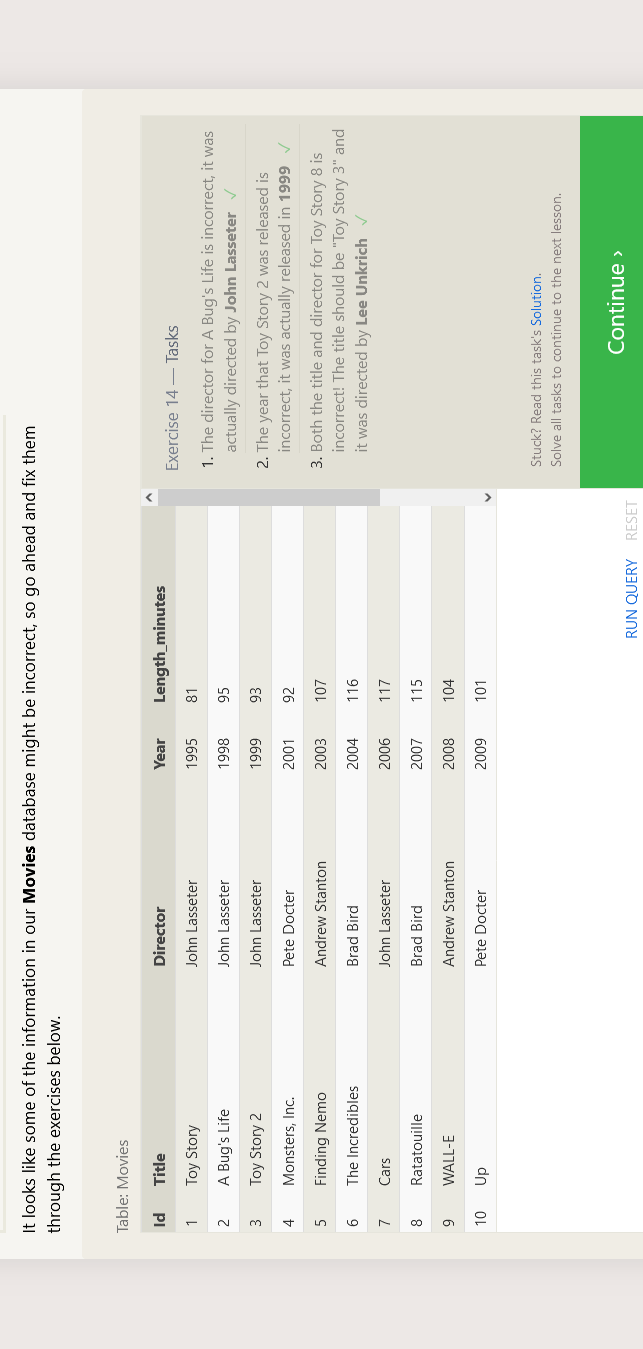 It looks like some of the information in our Movies database might be incorrect, so go ahead and fix them
through the exercises below.
Table: Movies
Id Title Director Year Length_minutes
1 Toy Story John Lasseter 1995 81
2 A Bug's Life John Lasseter 1998 95
3 Toy Story 2 John Lasseter 1999 93
4 Monsters, Inc. Pete Docter 2001 92
5 Finding Nemo Andrew Stanton 2003 107
6 The Incredibles Brad Bird 2004 116
7 Cars John Lasseter 2006 117
8 Ratatouille Brad Bird 2007 115
9 WALL-E Andrew Stanton 2008 104
10 Up Pete Docter 2009 101
RUN QUERY RESET
Exercise 14 — Tasks
1. The director for A Bug's Life is incorrect, it was
actually directed by John Lasseter ✓
2. The year that Toy Story 2 was released is
incorrect, it was actually released in 1999 ✓
3. Both the title and director for Toy Story 8 is
incorrect! The title should be "Toy Story 3" and
it was directed by Lee Unkrich ✓
Stuck? Read this task's Solution.
Solve all tasks to continue to the next lesson.
Continue ›